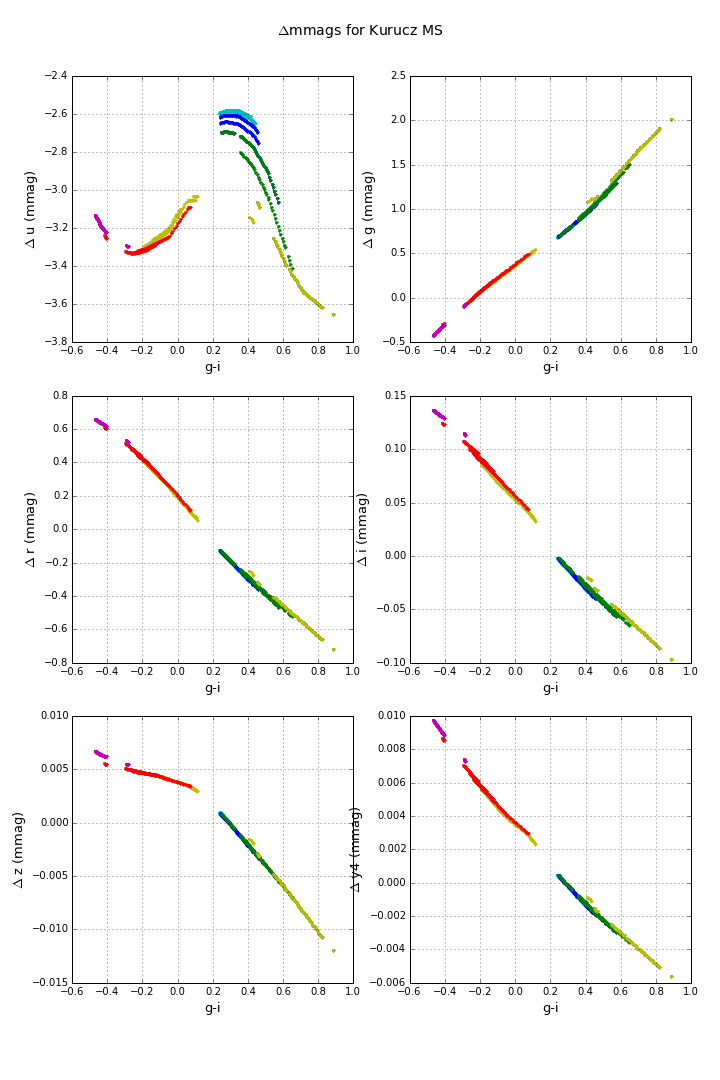 Δmmags for Kurucz MS
−2.4
−2.6
−2.8
−3.0
−3.2
−3.4
−3.6
−3.8
Δ u (mmag)
−0.6 −0.4 −0.2 0.0 0.2 0.4 0.6 0.8 1.0
g-i
2.5
2.0
1.5
1.0
0.5
0.0
−0.5
Δ g (mmag)
−0.6 −0.4 −0.2 0.0 0.2 0.4 0.6 0.8 1.0
g-i
0.8
0.6
0.4
0.2
0.0
−0.2
−0.4
−0.6
−0.8
Δ r (mmag)
−0.6 −0.4 −0.2 0.0 0.2 0.4 0.6 0.8 1.0
g-i
0.15
0.10
0.05
0.00
−0.05
−0.10
Δ i (mmag)
−0.6 −0.4 −0.2 0.0 0.2 0.4 0.6 0.8 1.0
g-i
0.010
0.005
0.000
−0.005
−0.010
−0.015
Δ z (mmag)
−0.6 −0.4 −0.2 0.0 0.2 0.4 0.6 0.8 1.0
g-i
0.010
0.008
0.006
0.004
0.002
0.000
−0.002
−0.004
−0.006
Δ y4 (mmag)
−0.6 −0.4 −0.2 0.0 0.2 0.4 0.6 0.8 1.0
g-i